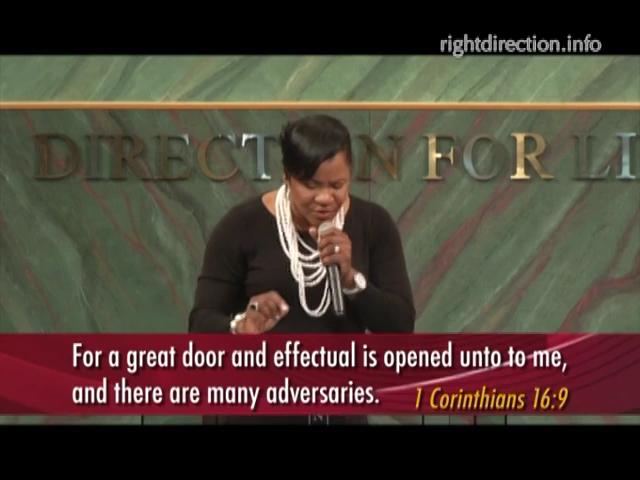 rightdirection.info
DIRECTION FOR LI
For a great door and effectual is opened unto to me,
and there are many adversaries.
1 Corinthians 16:9